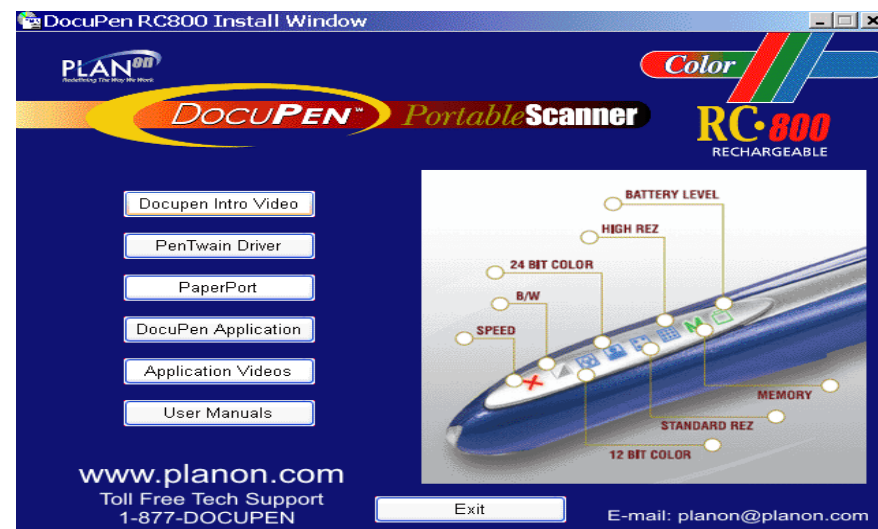 DocuPen RC800 Install Window
PLANon
Redefining The Way We Work
Color
DOCUPEN™ PortableScanner
RC·800
RECHARGEABLE
Docupen Intro Video
PenTwain Driver
PaperPort
DocuPen Application
Application Videos
User Manuals
BATTERY LEVEL
HIGH REZ
24 BIT COLOR
B/W
SPEED
M
MEMORY
STANDARD REZ
12 BIT COLOR
www.planon.com
Toll Free Tech Support
1-877-DOCUPEN
Exit
E-mail: planon@planon.com